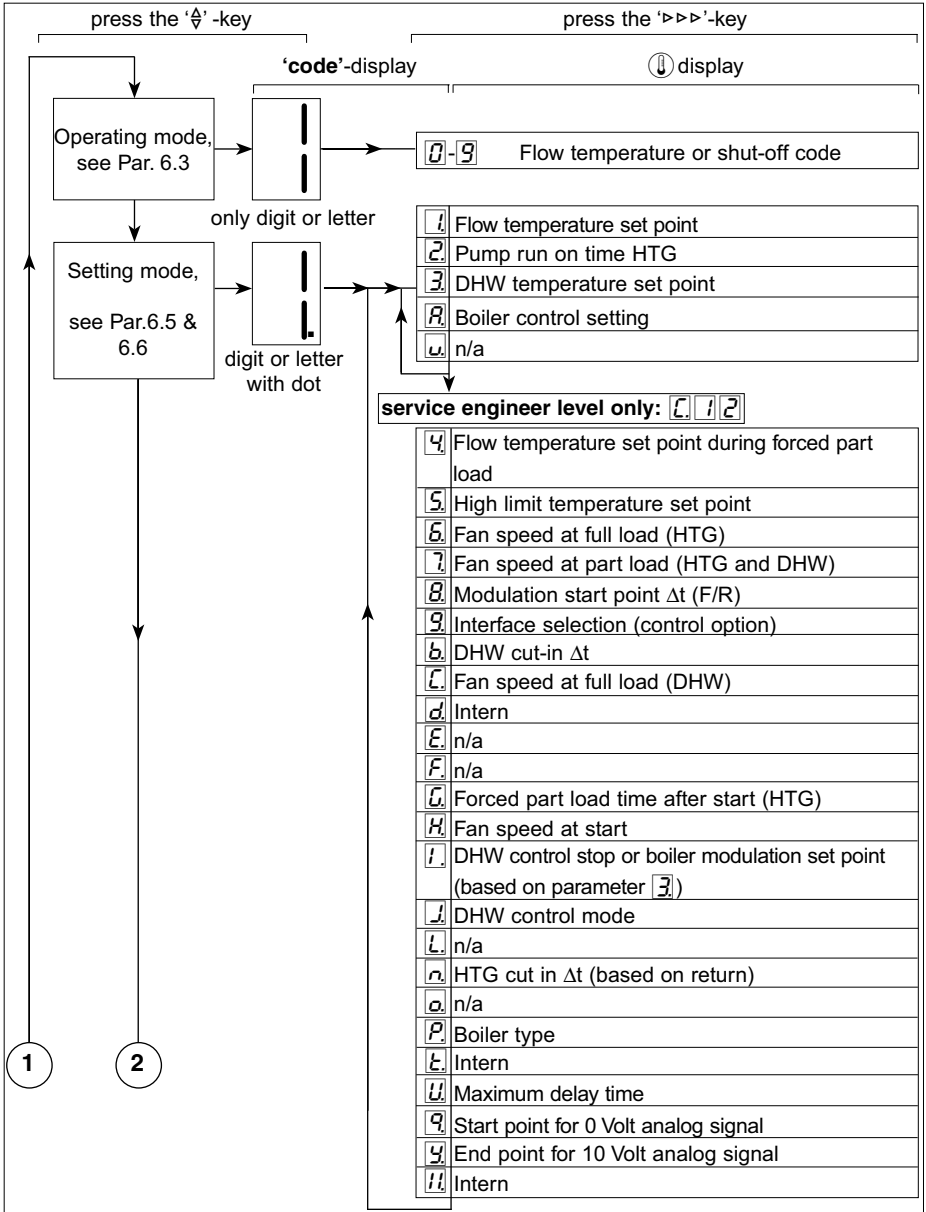 press the ‘⇳’ -key
press the ‘▷▷▷’-key
‘code’-display
display
Operating mode,
see Par. 6.3
only digit or letter
0-9 Flow temperature or shut-off code
Setting mode,
see Par.6.5 &
6.6
digit or letter
with dot
1. Flow temperature set point
2. Pump run on time HTG
3. DHW temperature set point
A. Boiler control setting
u. n/a
service engineer level only: C. 1 2
4. Flow temperature set point during forced part
load
5. High limit temperature set point
6. Fan speed at full load (HTG)
7. Fan speed at part load (HTG and DHW)
8. Modulation start point Δt (F/R)
9. Interface selection (control option)
b. DHW cut-in Δt
C. Fan speed at full load (DHW)
d. Intern
E. n/a
F. n/a
G. Forced part load time after start (HTG)
H. Fan speed at start
I. DHW control stop or boiler modulation set point
(based on parameter 3.)
J. DHW control mode
L. n/a
n. HTG cut in Δt (based on return)
o. n/a
P. Boiler type
t. Intern
U. Maximum delay time
9. Start point for 0 Volt analog signal
y. End point for 10 Volt analog signal
11. Intern
1
2